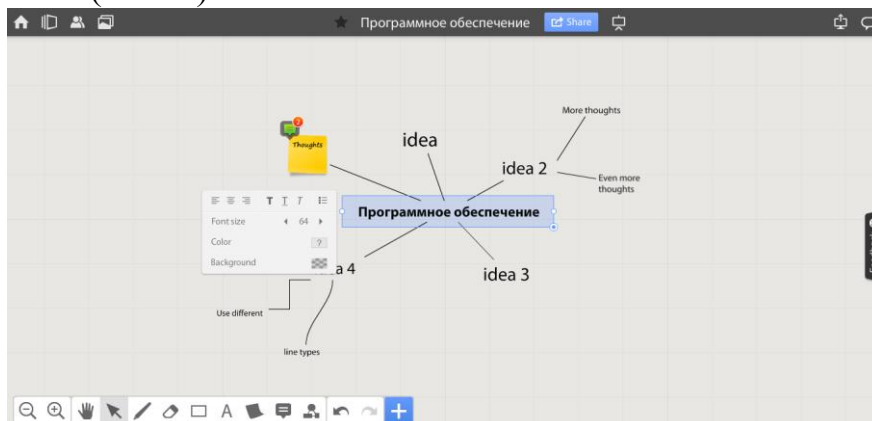 Программное обеспечение
Share
More thoughts
2
Thoughts
idea
idea 2
Even more
thoughts
Font size
64
Color
?
Background
Программное обеспечение
a 4
idea 3
Use different
line types